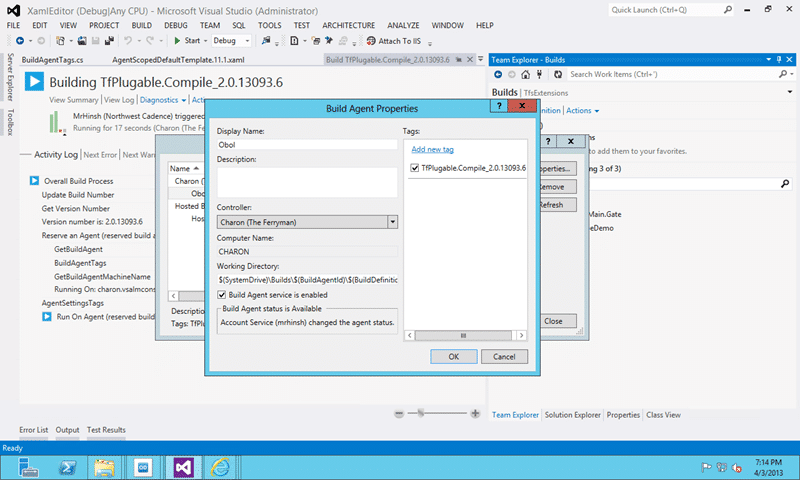 XamlEditor (Debug|Any CPU) - Microsoft Visual Studio (Administrator)
Quick Launch (Ctrl+Q)
FILE EDIT VIEW PROJECT BUILD DEBUG TEAM SQL TOOLS TEST ARCHITECTURE ANALYZE WINDOW HELP
Start Debug Attach To IIS
Server Explorer
Toolbox
BuildAgentTags.cs AgentScopedDefaultTemplate.11.1.xaml Build TfPlugable.Compile_2.0.13093.6
Building TfPlugable.Compile_2.0.13093.6
View Summary | View Log | Diagnostics | Acti
MrHinsh (Northwest Cadence) triggered
Running for 17 seconds (Charon (The Fer
Activity Log | Next Error | Next War
Overall Build Process
Update Build Number
Get Version Number
Version number is: 2.0.13093.6
Reserve an Agent (reserved build a
GetBuildAgent
BuildAgentTags
GetBuildAgentMachineName
Running On: charon.vsalmcons
AgentSettingsTags
Run On Agent (reserved build
Name
Charon (T
Obo
Hosted B
Hos
Description
Tags: TfPlu
Build Agent Properties
Display Name:
Obol
Description:
Controller:
Charon (The Ferryman)
Computer Name:
CHARON
Working Directory:
$(SystemDrive)\Builds\$(BuildAgentId)\$(BuildDefinitic
Build Agent service is enabled
Build Agent status is Available
Account Service (mrhinsh) changed the agent status.
Tags:
Add new tag
TfPlugable.Compile_2.0.13093.6
OK Cancel
operties...
Remove
Refresh
Close
Team Explorer - Builds
Search Work Items (Ctrl+')
Builds | TfsExtensions
inition | Actions
ns
to add them to your favorites.
ng 3 of 3)
Main.Gate
eDemo
Team Explorer Solution Explorer Properties Class View
Error List Output Test Results
Ready
7:14 PM
4/3/2013